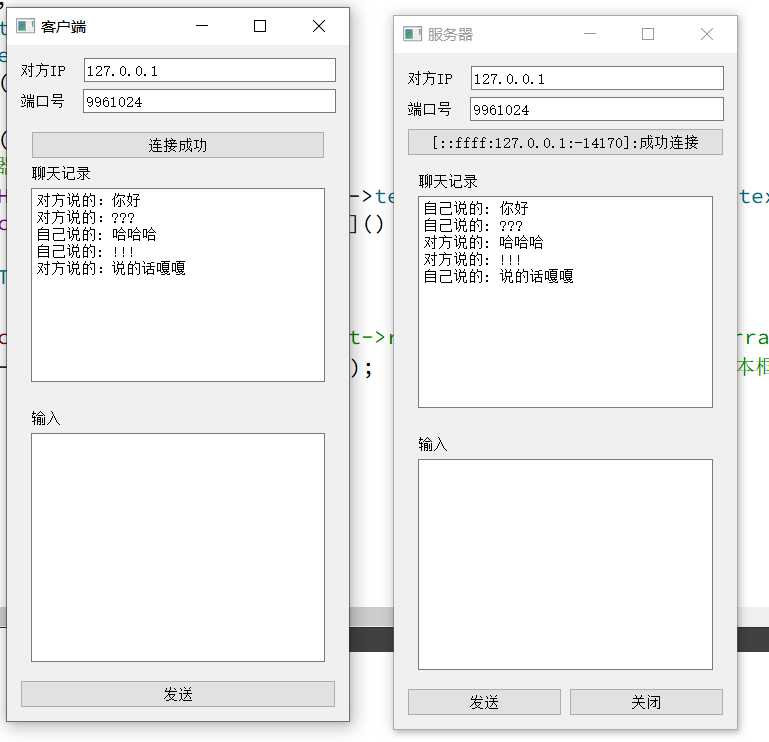 客户端
对方IP 127.0.0.1
端口号 9961024
连接成功
聊天记录
对方说的: 你好
对方说的: ???
自己说的: 哈哈哈
自己说的: !!!
对方说的: 说的话嘎嘎
输入
发送
服务器
对方IP 127.0.0.1
端口号 9961024
[::ffff:127.0.0.1:-14170]:成功连接
聊天记录
自己说的: 你好
自己说的: ???
对方说的: 哈哈哈
对方说的: !!!
自己说的: 说的话嘎嘎
输入
发送 关闭